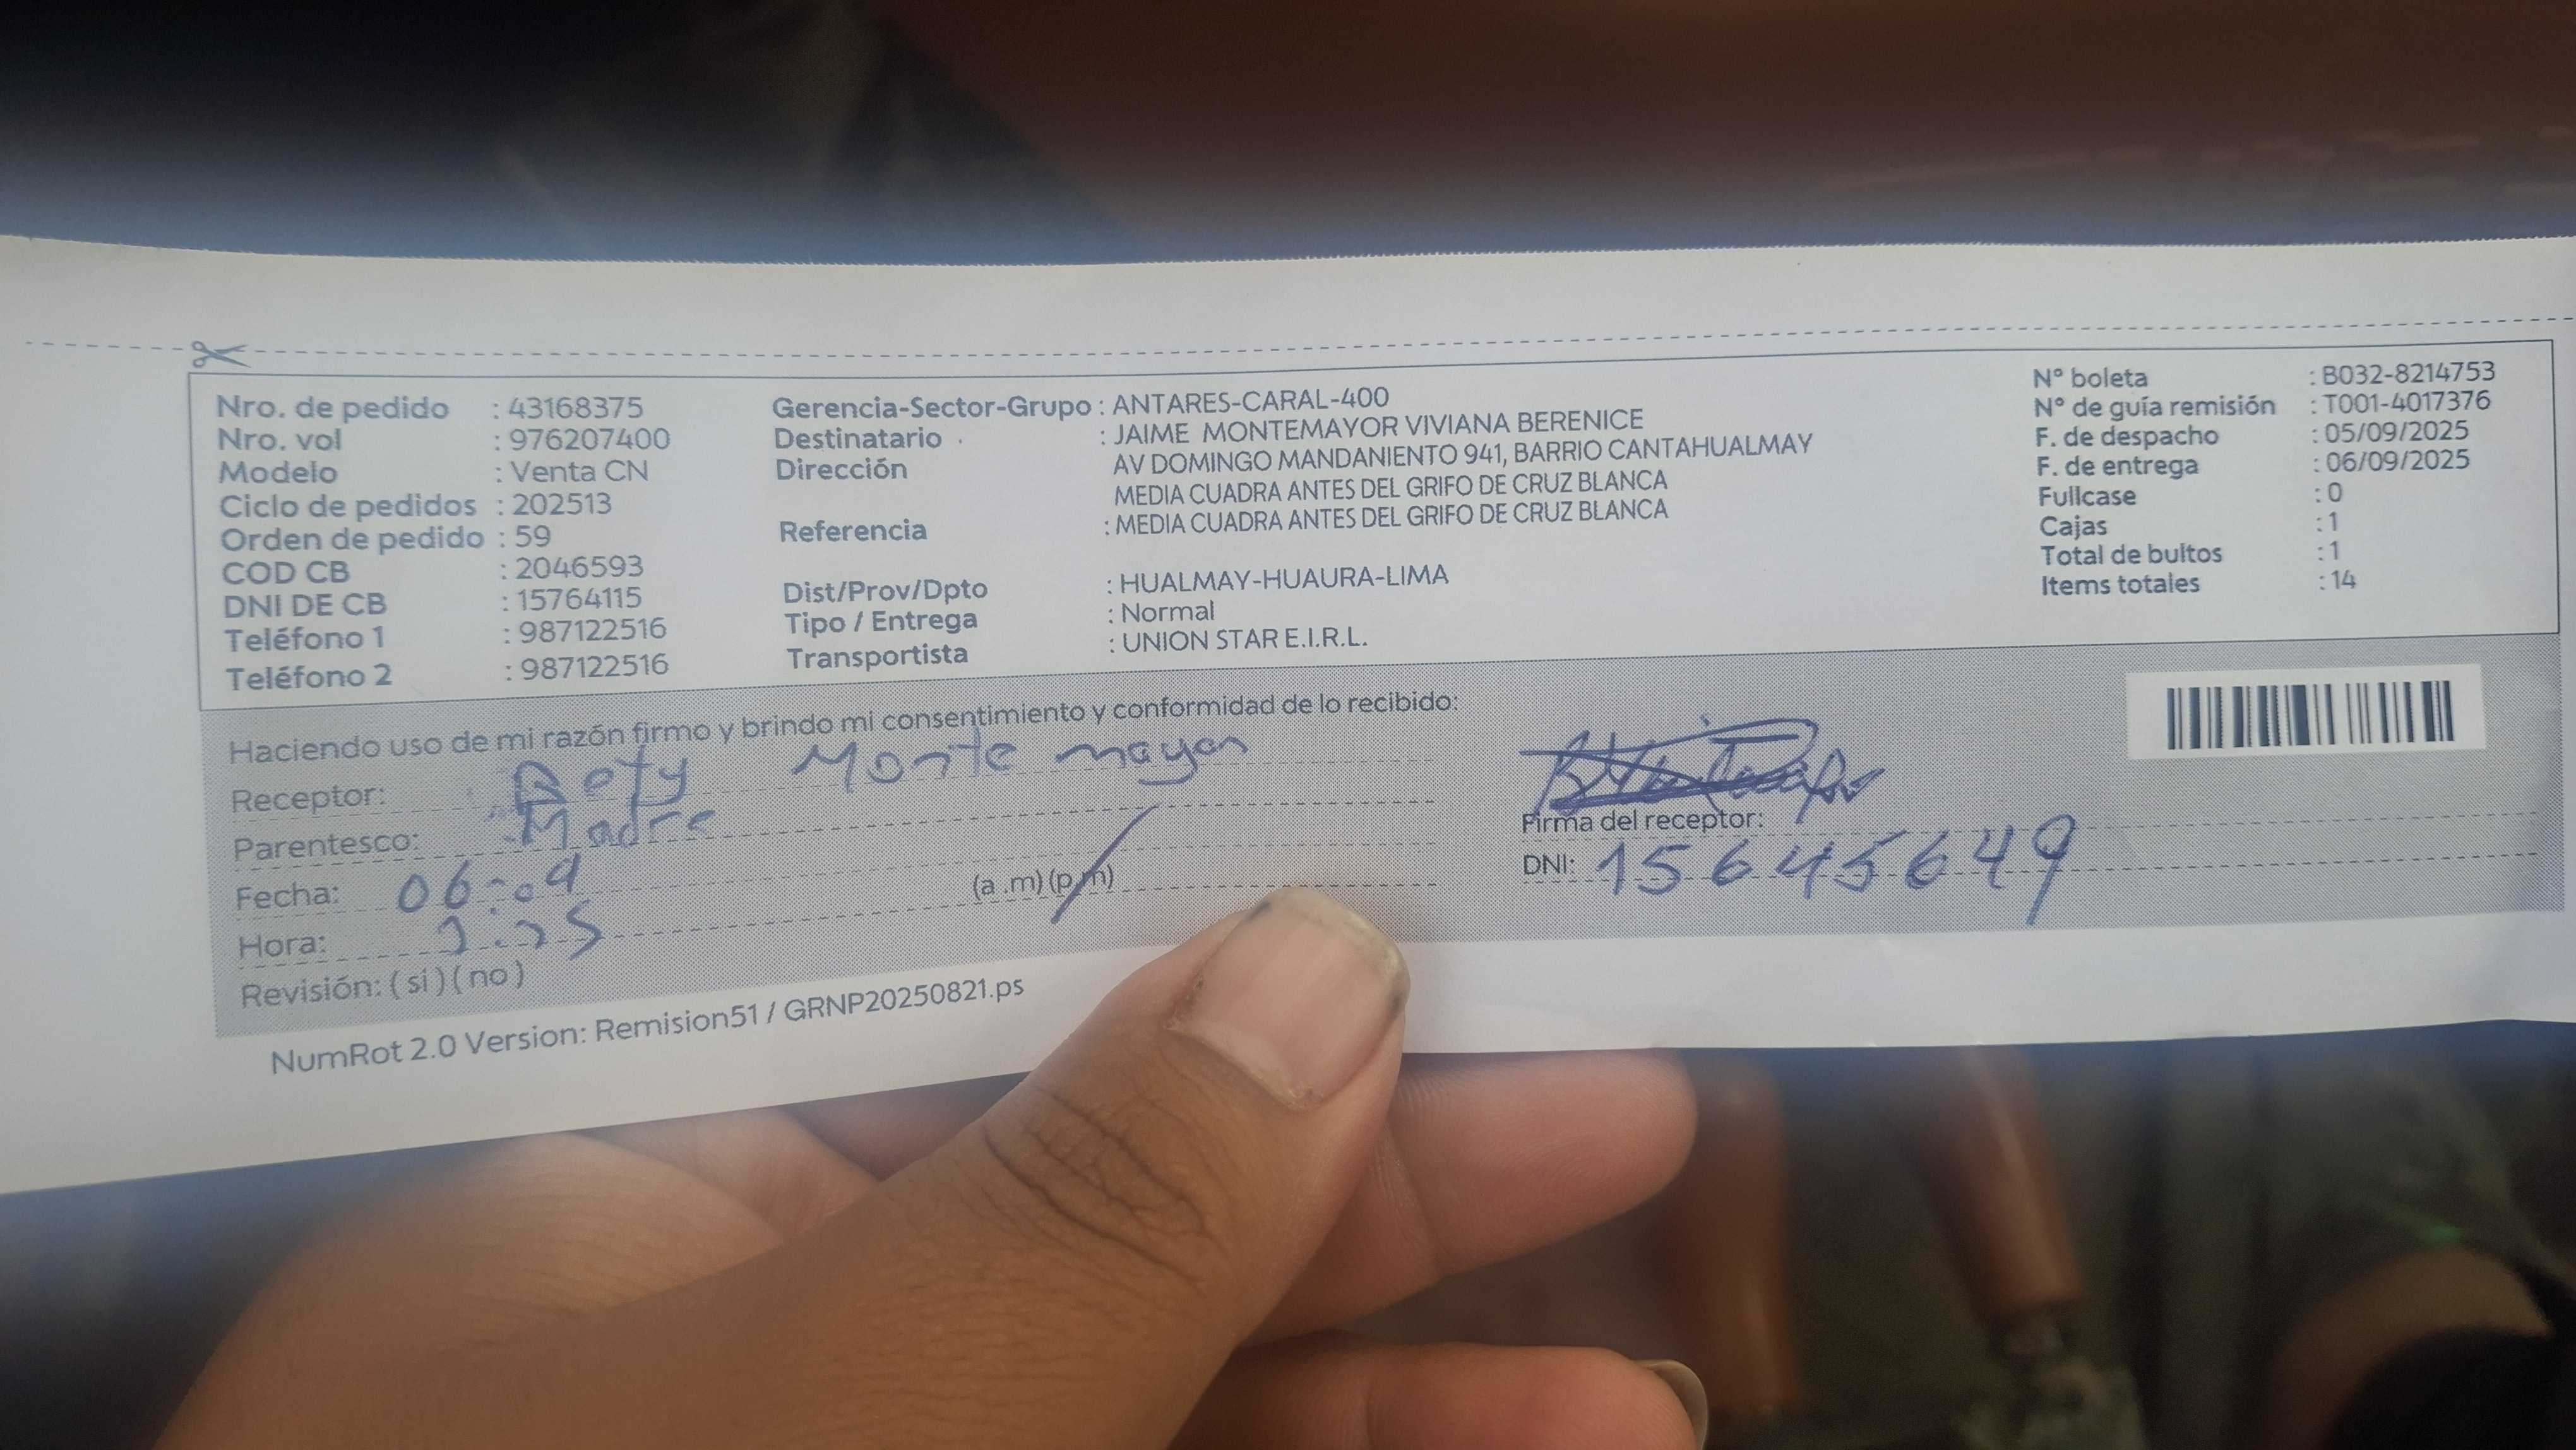 Nro. de pedido : 43168375
Nro. vol : 976207400
Modelo : Venta CN
Ciclo de pedidos : 202513
Orden de pedido : 59
COD CB : 2046593
DNI DE CB : 15764115
Teléfono 1 : 987122516
Teléfono 2 : 987122516
Gerencia-Sector-Grupo : ANTARES-CARAL-400
Destinatario : JAIME MONTEMAYOR VIVIANA BERENICE
Dirección AV DOMINGO MANDANIENTO 941, BARRIO CANTAHUALMAY
MEDIA CUADRA ANTES DEL GRIFO DE CRUZ BLANCA
Referencia : MEDIA CUADRA ANTES DEL GRIFO DE CRUZ BLANCA
Dist/Prov/Dpto : HUALMAY-HUAURA-LIMA
Tipo / Entrega : Normal
Transportista : UNION STAR E.I.R.L.
N° boleta : B032-8214753
N° de guía remisión : T001-4017376
F. de despacho : 05/09/2025
F. de entrega : 06/09/2025
Fullcase : 0
Cajas : 1
Total de bultos : 1
Items totales : 14
Haciendo uso de mi razón firmo y brindo mi consentimiento y conformidad de lo recibido:
Receptor: Bety Monte mayor
Parentesco: Madre
Fecha: 06-09
Hora: (a .m) (p.m)
Revisión: ( si ) ( no )
Firma del receptor:
DNI: 15645649
NumRot 2.0 Version: Remision51 / GRNP20250821.ps